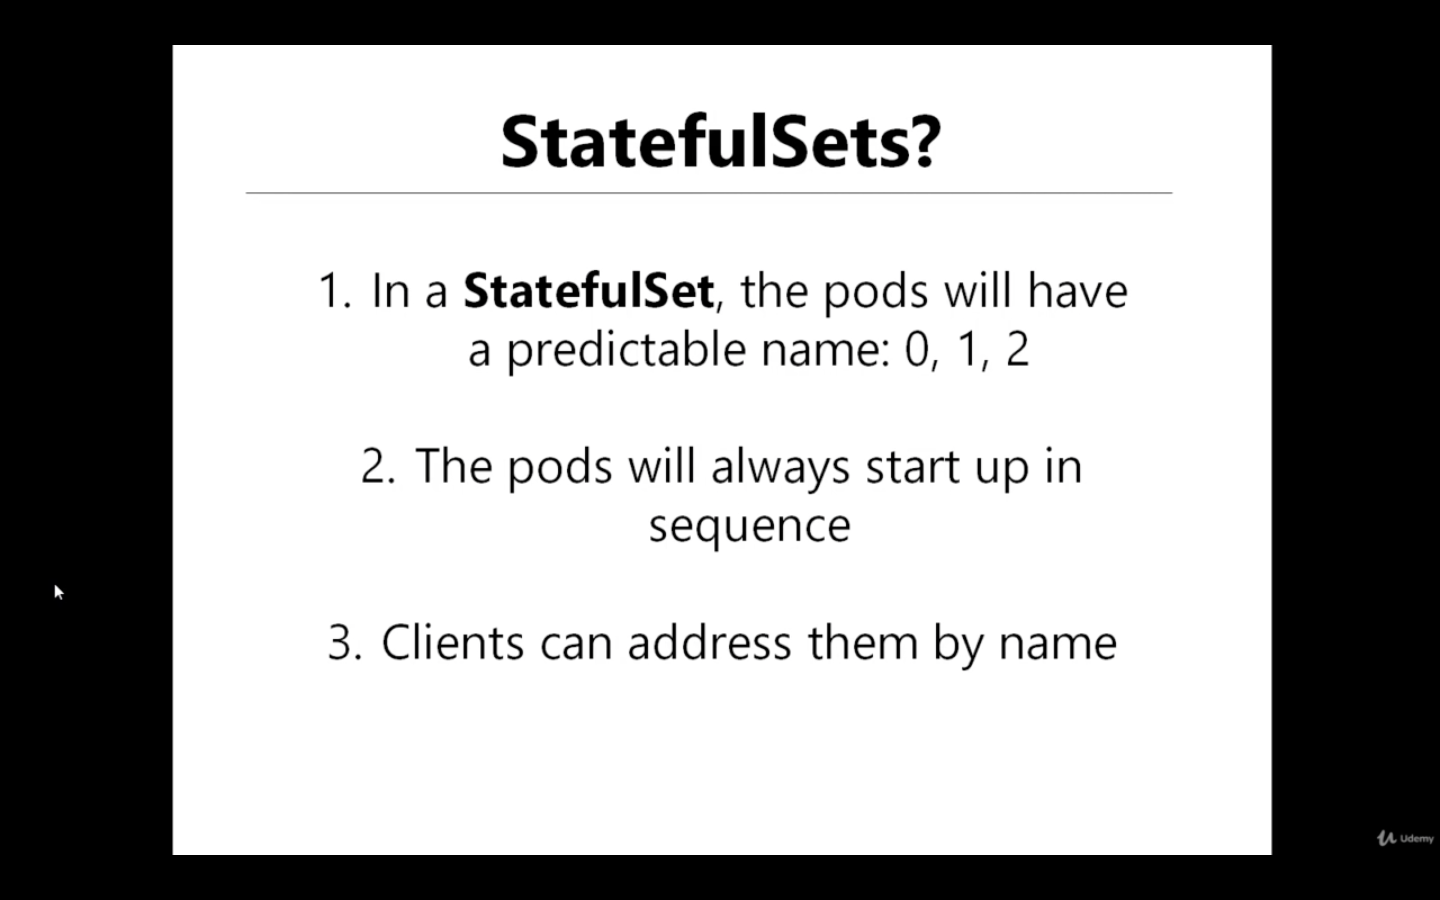 StatefulSets?
1. In a StatefulSet, the pods will have
a predictable name: 0, 1, 2
2. The pods will always start up in
sequence
3. Clients can address them by name
Udemy